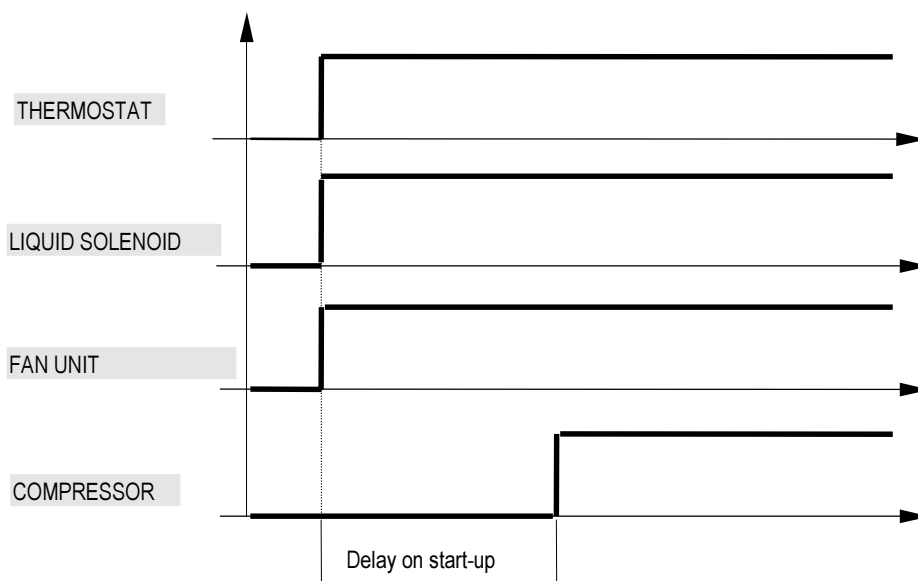 THERMOSTAT
LIQUID SOLENOID
FAN UNIT
COMPRESSOR
Delay on start-up